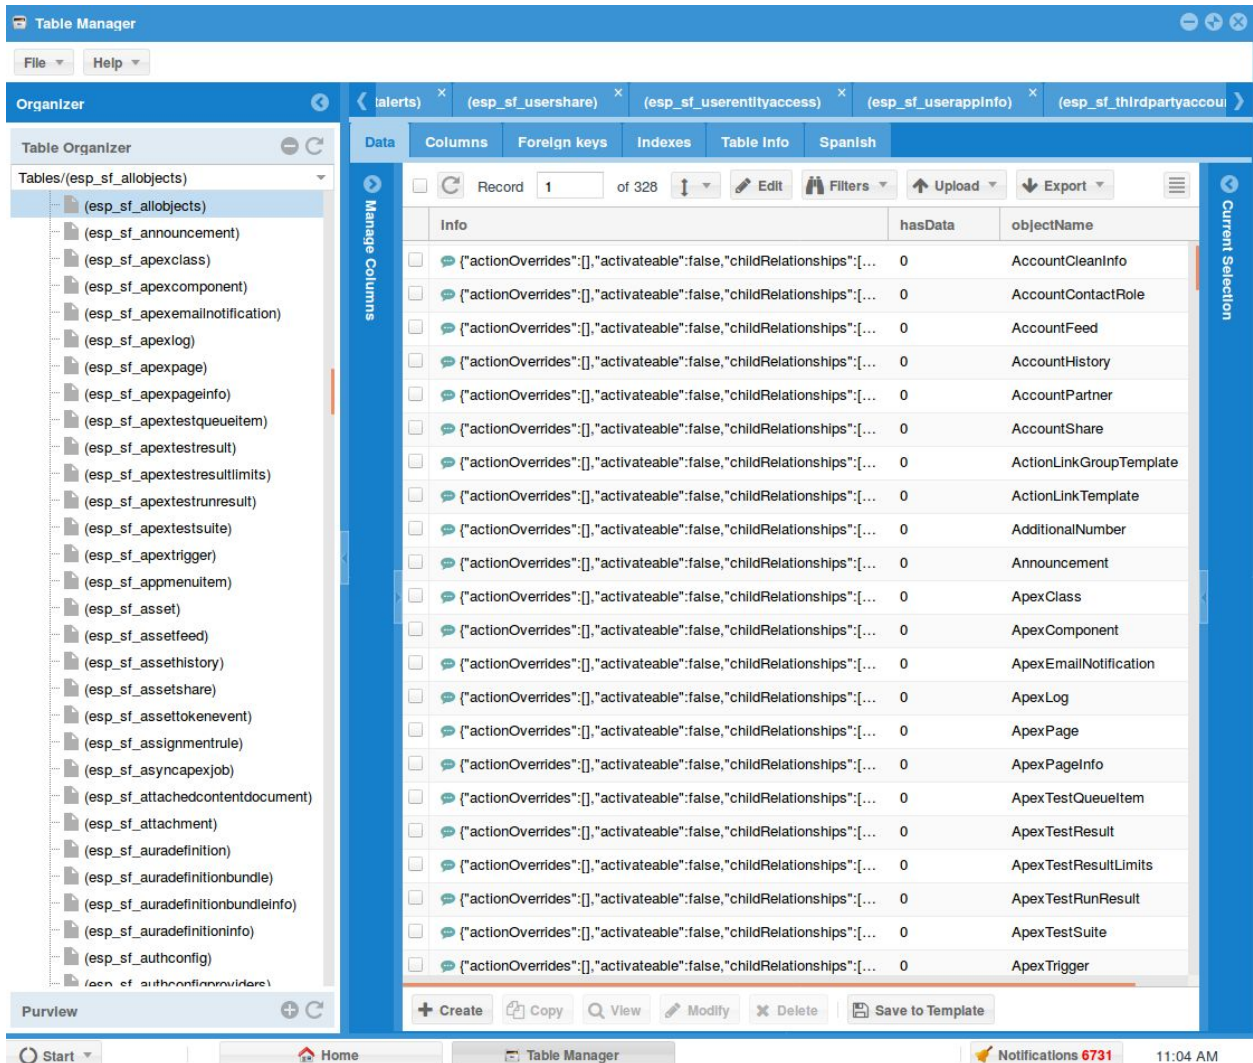 Table Manager
File Help
Organizer
Table Organizer
Tables/(esp_sf_allobjects)
(esp_sf_allobjects)
(esp_sf_announcement)
(esp_sf_apexclass)
(esp_sf_apexcomponent)
(esp_sf_apexemailnotification)
(esp_sf_apexlog)
(esp_sf_apexpage)
(esp_sf_apexpageinfo)
(esp_sf_apextestqueueitem)
(esp_sf_apextestresult)
(esp_sf_apextestresultlimits)
(esp_sf_apextestrunresult)
(esp_sf_apextestsuite)
(esp_sf_apextrigger)
(esp_sf_appmenuitem)
(esp_sf_asset)
(esp_sf_assetfeed)
(esp_sf_assethistory)
(esp_sf_assetshare)
(esp_sf_assettokenevent)
(esp_sf_assignmentrule)
(esp_sf_asyncapexjob)
(esp_sf_attachedcontentdocument)
(esp_sf_attachment)
(esp_sf_auradefinition)
(esp_sf_auradefinitionbundle)
(esp_sf_auradefinitionbundleinfo)
(esp_sf_auradefinitioninfo)
(esp_sf_authconfig)
(esp_sf_authconfigproviders)
Purview
talerts) (esp_sf_usershare) (esp_sf_userentityaccess) (esp_sf_userappinfo) (esp_sf_thirdpartyaccou
Data Columns Foreign keys Indexes Table Info Spanish
Manage Columns
Record 1 of 328 Edit Filters Upload Export
Info hasData objectName
{"actionOverrides":[],"activateable":false,"childRelationships":[... 0 AccountCleanInfo
{"actionOverrides":[],"activateable":false,"childRelationships":[... 0 AccountContactRole
{"actionOverrides":[],"activateable":false,"childRelationships":[... 0 AccountFeed
{"actionOverrides":[],"activateable":false,"childRelationships":[... 0 AccountHistory
{"actionOverrides":[],"activateable":false,"childRelationships":[... 0 AccountPartner
{"actionOverrides":[],"activateable":false,"childRelationships":[... 0 AccountShare
{"actionOverrides":[],"activateable":false,"childRelationships":[... 0 ActionLinkGroupTemplate
{"actionOverrides":[],"activateable":false,"childRelationships":[... 0 ActionLinkTemplate
{"actionOverrides":[],"activateable":false,"childRelationships":[... 0 AdditionalNumber
{"actionOverrides":[],"activateable":false,"childRelationships":[... 0 Announcement
{"actionOverrides":[],"activateable":false,"childRelationships":[... 0 ApexClass
{"actionOverrides":[],"activateable":false,"childRelationships":[... 0 ApexComponent
{"actionOverrides":[],"activateable":false,"childRelationships":[... 0 ApexEmailNotification
{"actionOverrides":[],"activateable":false,"childRelationships":[... 0 ApexLog
{"actionOverrides":[],"activateable":false,"childRelationships":[... 0 ApexPage
{"actionOverrides":[],"activateable":false,"childRelationships":[... 0 ApexPageInfo
{"actionOverrides":[],"activateable":false,"childRelationships":[... 0 ApexTestQueueItem
{"actionOverrides":[],"activateable":false,"childRelationships":[... 0 ApexTestResult
{"actionOverrides":[],"activateable":false,"childRelationships":[... 0 ApexTestResultLimits
{"actionOverrides":[],"activateable":false,"childRelationships":[... 0 ApexTestRunResult
{"actionOverrides":[],"activateable":false,"childRelationships":[... 0 ApexTestSuite
{"actionOverrides":[],"activateable":false,"childRelationships":[... 0 ApexTrigger
Create Copy View Modify Delete Save to Template
Current Selection
Start Home Table Manager Notifications 6731 11:04 AM